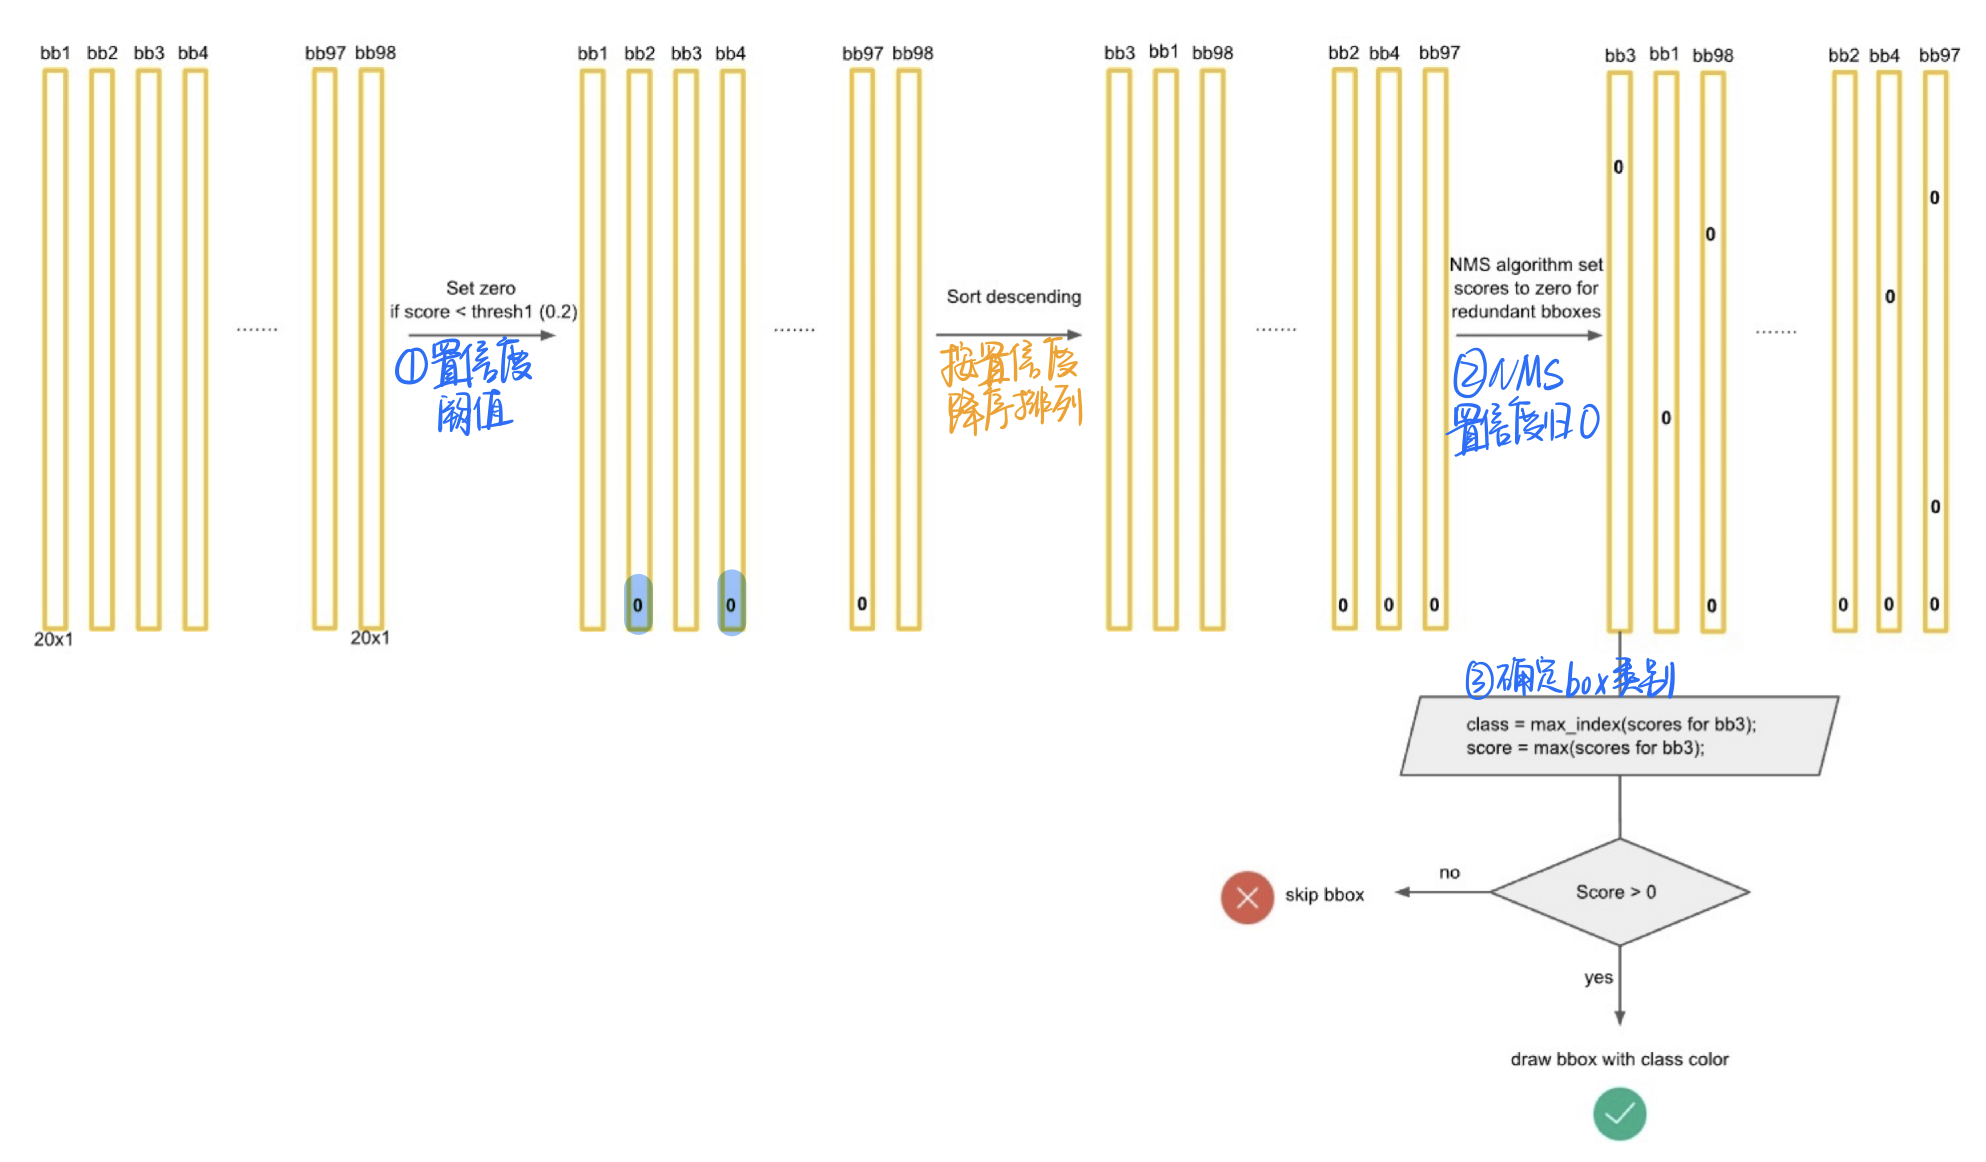 bb1 bb2 bb3 bb4 bb97 bb98
bb1 bb2 bb3 bb4 bb97 bb98
bb3 bb1 bb98 bb2 bb4 bb97
bb3 bb1 bb98 bb2 bb4 bb97
.......
20x1
20x1
Set zero
if score < thresh1 (0.2)
①置信度
阈值
0 0
.......
0
Sort descending
按置信度
降序排列
.......
0 0 0
NMS algorithm set
scores to zero for
redundant bboxes
②NMS
置信度归0
0
0
0
0
0
.......
0
0
0
0
0 0 0
③确定box类别
class = max_index(scores for bb3);
score = max(scores for bb3);
Score > 0
no
skip bbox
yes
draw bbox with class color